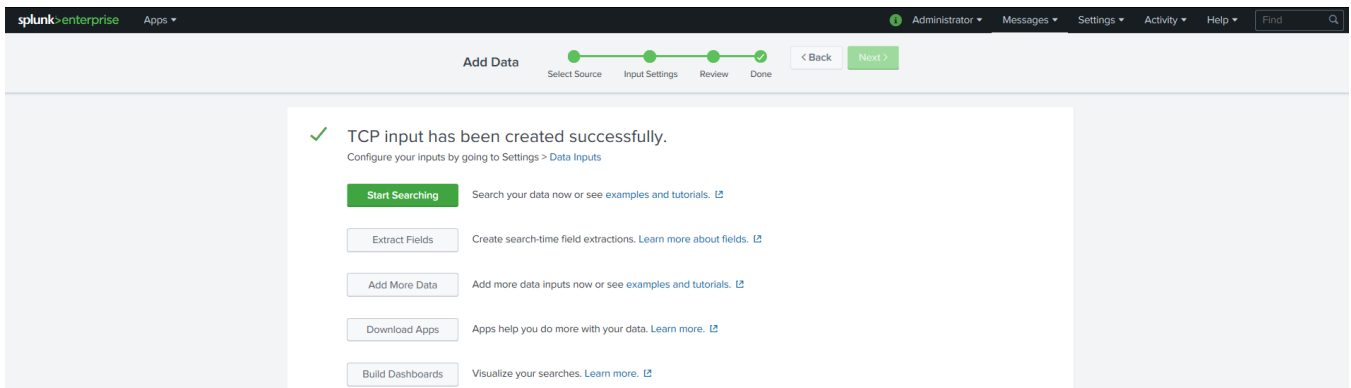 splunk>enterprise Apps ▾ i Administrator ▾ Messages ▾ Settings ▾ Activity ▾ Help ▾ Find
Add Data < Back Next >
Select Source Input Settings Review Done
TCP input has been created successfully.
Configure your inputs by going to Settings > Data Inputs
Start Searching Search your data now or see examples and tutorials.
Extract Fields Create search-time field extractions. Learn more about fields.
Add More Data Add more data inputs now or see examples and tutorials.
Download Apps Apps help you do more with your data. Learn more.
Build Dashboards Visualize your searches. Learn more.